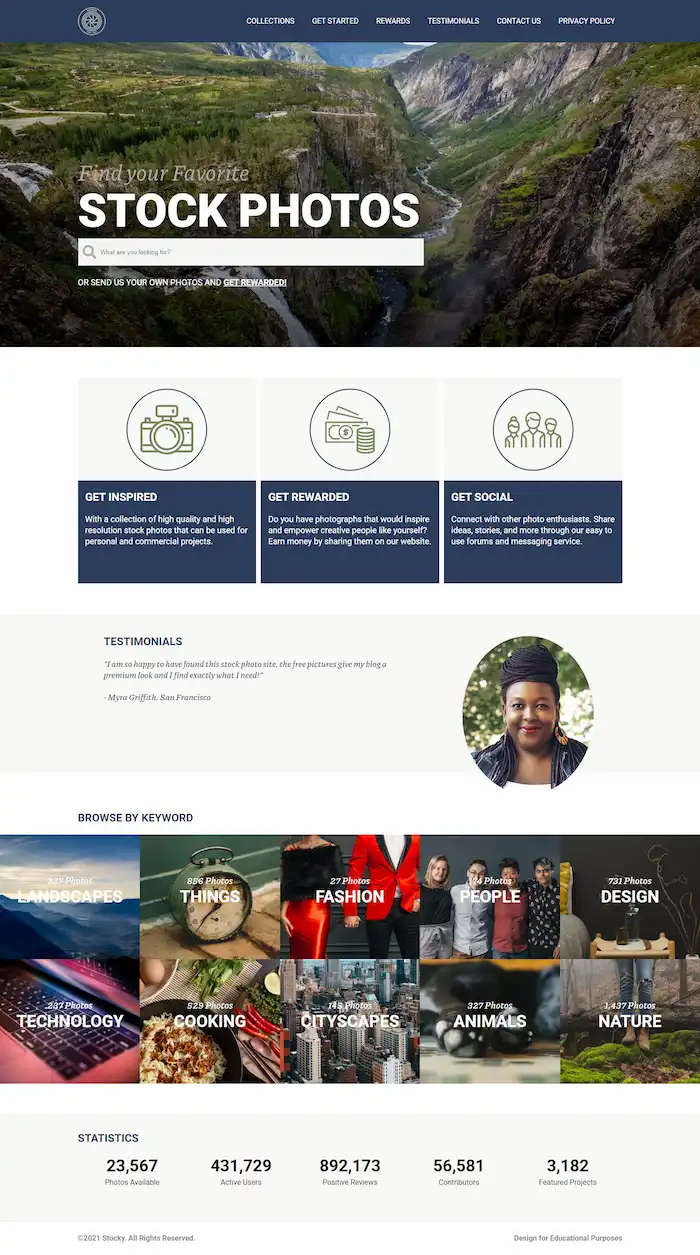 COLLECTIONS GET STARTED REWARDS TESTIMONIALS CONTACT US PRIVACY POLICY
Find your Favorite
STOCK PHOTOS
What are you looking for?
OR SEND US YOUR OWN PHOTOS AND GET REWARDED!
GET INSPIRED
With a collection of high quality and high
resolution stock photos that can be used for
personal and commercial projects.
GET REWARDED
Do you have photographs that would inspire
and empower creative people like yourself?
Earn money by sharing them on our website.
GET SOCIAL
Connect with other photo enthusiasts. Share
ideas, stories, and more through our easy to
use forums and messaging service.
TESTIMONIALS
"I am so happy to have found this stock photo site, the free pictures give my blog a
premium look and I find exactly what I need!"
- Myra Griffith, San Francisco
BROWSE BY KEYWORD
Photos
LANDSCAPES
856 Photos
THINGS
27 Photos
FASHION
Photos
PEOPLE
731 Photos
DESIGN
237 Photos
TECHNOLOGY
529 Photos
COOKING
Photos
CITYSCAPES
327 Photos
ANIMALS
1,437 Photos
NATURE
STATISTICS
23,567 431,729 892,173 56,581 3,182
Photos Available Active Users Positive Reviews Contributors Featured Projects
©2021 Stocky. All Rights Reserved. Design for Educational Purposes